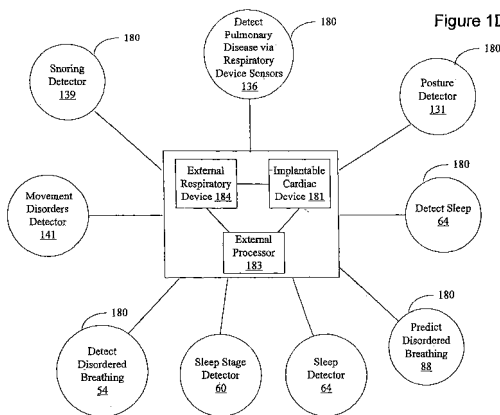 Figure 1D
180
Detect
Pulmonary
Disease via
Respiratory
Device Sensors
136
180
Snoring
Detector
139
180
Posture
Detector
131
External
Respiratory
Device 184
Implantable
Cardiac
Device 181
External
Processor
183
Movement
Disorders
Detector
141
180
Detect Sleep
64
180
Detect
Disordered
Breathing
54
Sleep Stage
Detector
60
Sleep
Detector
64
180
Predict
Disordered
Breathing
88